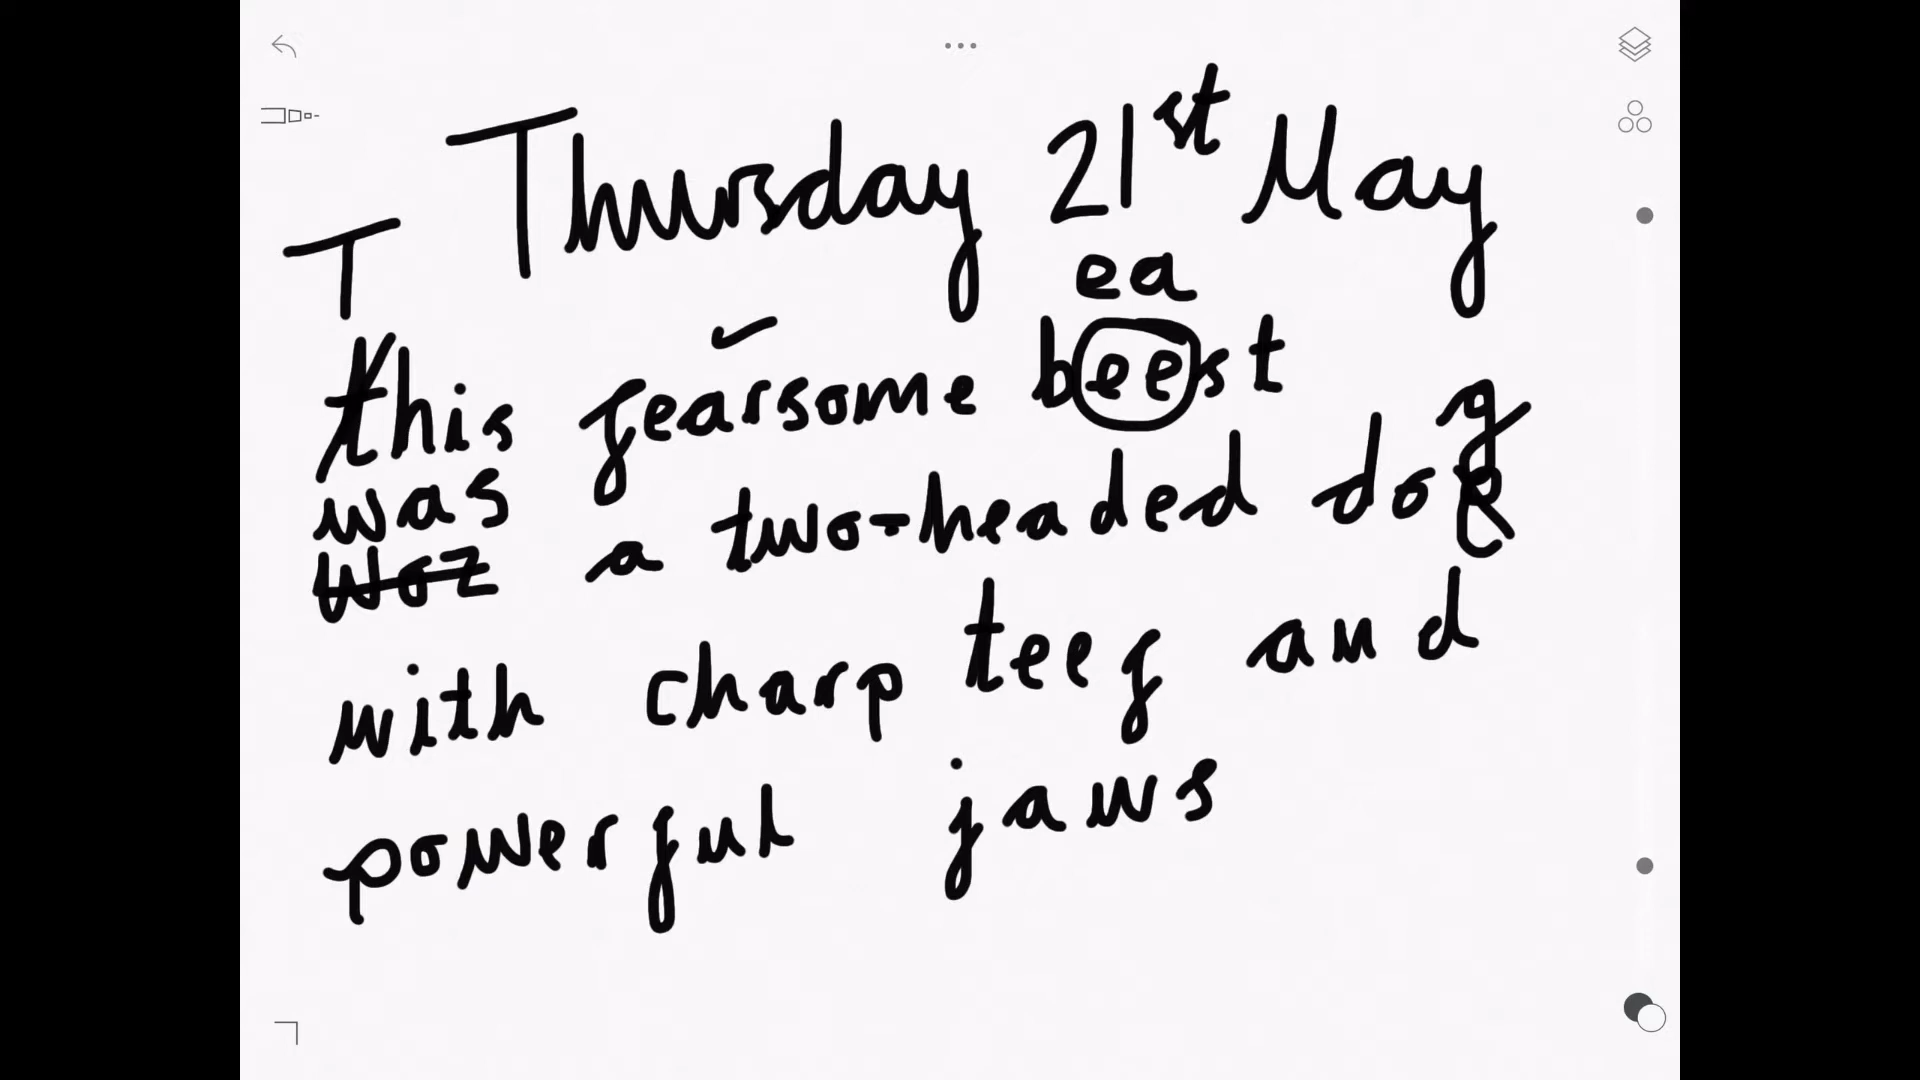 Thursday 21st May
T ea
this fearsome beest
was g
woz a two-headed dog
with charp teef and
powerful jaws